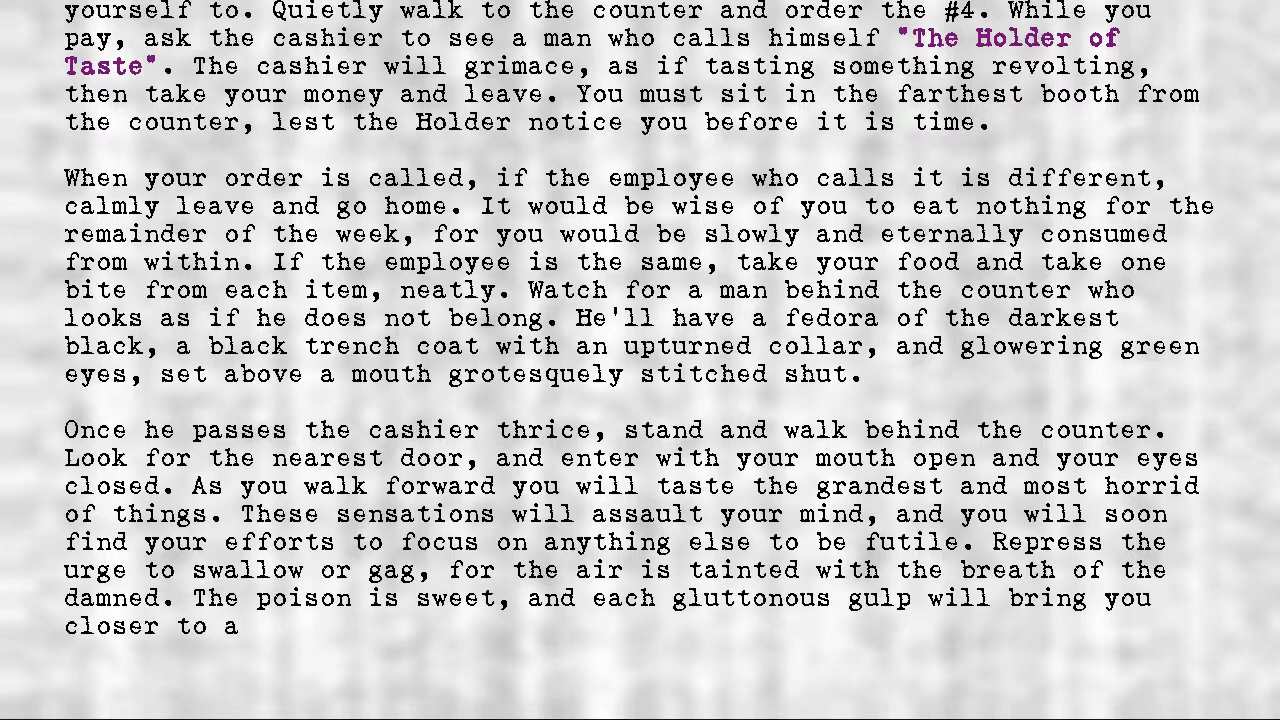 yourself to. Quietly walk to the counter and order the #4. While you
pay, ask the cashier to see a man who calls himself "The Holder of
Taste". The cashier will grimace, as if tasting something revolting,
then take your money and leave. You must sit in the farthest booth from
the counter, lest the Holder notice you before it is time.
When your order is called, if the employee who calls it is different,
calmly leave and go home. It would be wise of you to eat nothing for the
remainder of the week, for you would be slowly and eternally consumed
from within. If the employee is the same, take your food and take one
bite from each item, neatly. Watch for a man behind the counter who
looks as if he does not belong. He'll have a fedora of the darkest
black, a black trench coat with an upturned collar, and glowering green
eyes, set above a mouth grotesquely stitched shut.
Once he passes the cashier thrice, stand and walk behind the counter.
Look for the nearest door, and enter with your mouth open and your eyes
closed. As you walk forward you will taste the grandest and most horrid
of things. These sensations will assault your mind, and you will soon
find your efforts to focus on anything else to be futile. Repress the
urge to swallow or gag, for the air is tainted with the breath of the
damned. The poison is sweet, and each gluttonous gulp will bring you
closer to a